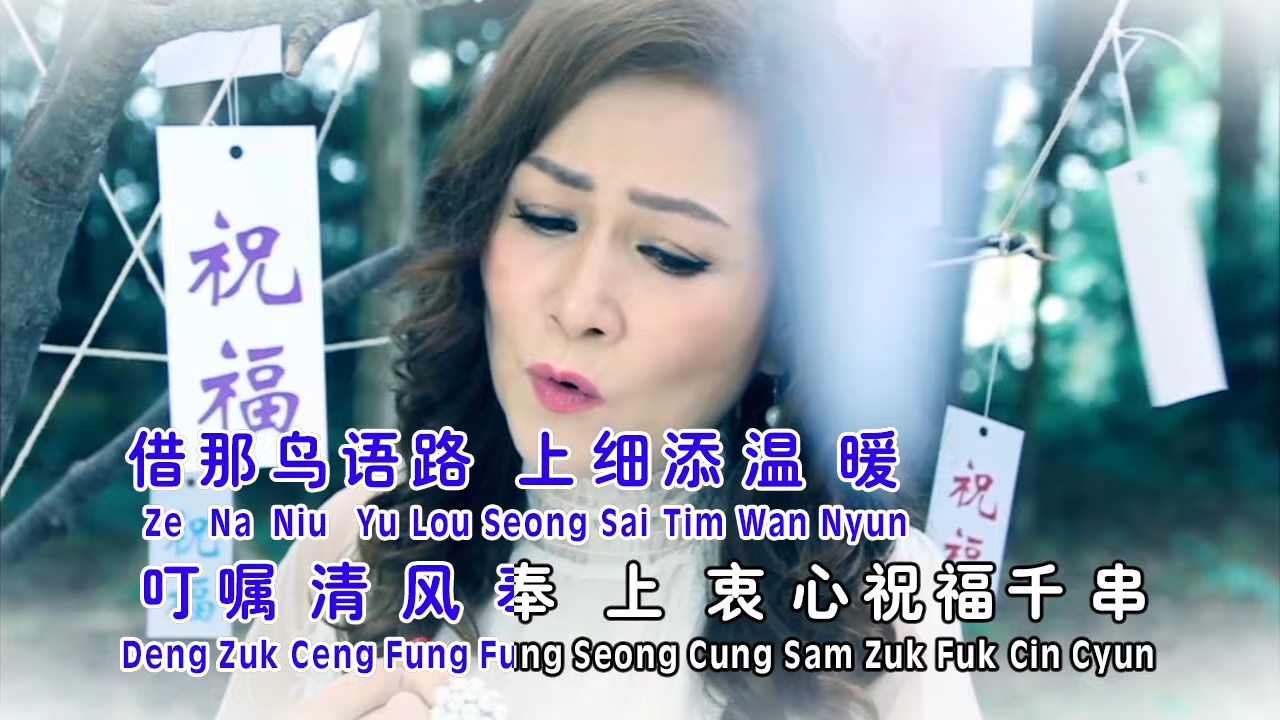 祝福
祝福
祝福
借那鸟语路 上细添温 暖
Ze Na Niu Yu Lou Seong Sai Tim Wan Nyun
叮嘱 清 风 奉 上 衷 心祝福千 串
Deng Zuk Ceng Fung Fung Seong Cung Sam Zuk Fuk Cin Cyun